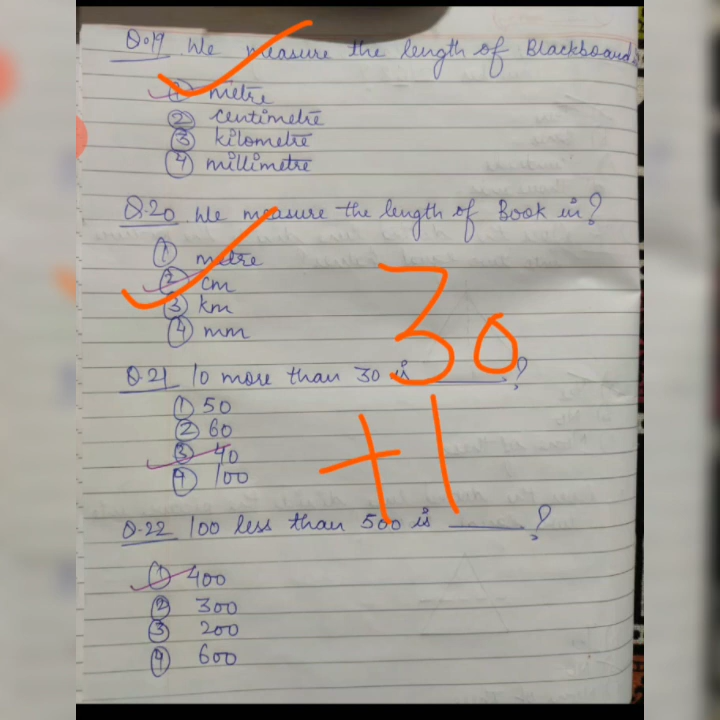 Q.19 We measure the length of Blackboard
① metre
② centimetre
③ kilometre
④ millimetre
Q.20 We measure the length of Book in?
① metre
② cm
③ km
④ mm
30
Q.21 10 more than 30 is ______?
① 50
② 60
③ 40
④ 100
+1
Q.22 100 less than 500 is ______?
① 400
② 300
③ 200
④ 600